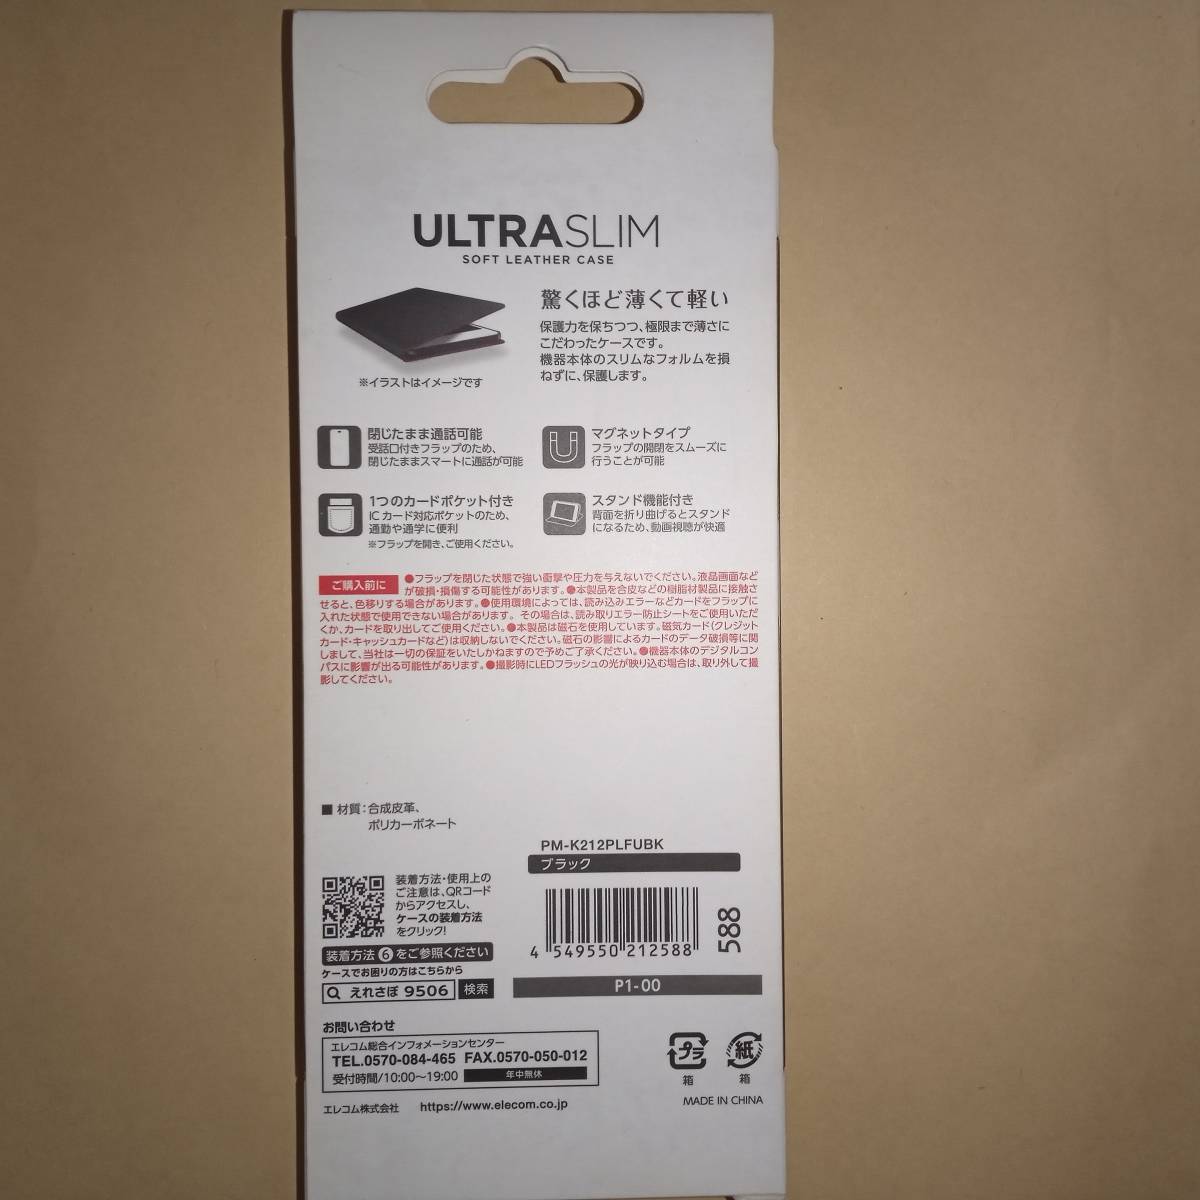 ULTRASLIM
SOFT LEATHER CASE
驚くほど薄くて軽い
保護力を保ちつつ、極限まで薄さに
こだわったケースです。
機器本体のスリムなフォルムを損
ねずに、保護します。
※イラストはイメージです
閉じたまま通話可能
受話口付きフラップのため、
閉じたままスマートに通話が可能
マグネットタイプ
フラップの開閉をスムーズに
行うことが可能
1つのカードポケット付き
ICカード対応ポケットのため、
通勤や通学に便利
※フラップを開き、ご使用ください。
スタンド機能付き
背面を折り曲げるとスタンド
になるため、動画視聴が快適
ご購入前に ●フラップを閉じた状態で強い衝撃や圧力を与えないでください。液晶画面など
が破損・損傷する可能性があります。●本製品を合皮などの樹脂材製品に接触さ
せると、色移りする場合があります。●使用環境によっては、読み込みエラーなどカードをフラップに
入れた状態で使用できない場合があります。その場合は、読み取りエラー防止シートをご使用いただ
くか、カードを取り出してご使用ください。●本製品は磁石を使用しています。磁気カード(クレジット
カード・キャッシュカードなど)は収納しないでください。磁石の影響によるカードのデータ破損等に関
しまして、当社は一切の保証をいたしかねますので予めご了承ください。●機器本体のデジタルコン
パスに影響が出る可能性があります。●撮影時にLEDフラッシュの光が映り込む場合は、取り外して撮
影してください。
■ 材質：合成皮革、
ポリカーボネート
PM-K212PLFUBK
ブラック
装着方法・使用上の
ご注意は、QRコード
からアクセスし、
ケースの装着方法
をクリック!
装着方法 6 をご参照ください
ケースでお困りの方はこちらから
えれさぽ 9506 検索
4 549550 212588
588
P1-00
お問い合わせ
エレコム総合インフォメーションセンター
TEL.0570-084-465 FAX.0570-050-012
受付時間/10:00〜19:00 年中無休
エレコム株式会社 https://www.elecom.co.jp
プラ
箱
紙
箱
MADE IN CHINA